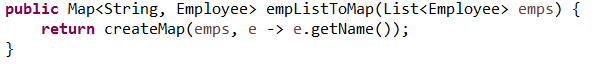 public Map<String, Employee> empListToMap(List<Employee> emps) {
    return createMap(emps, e -> e.getName());
}